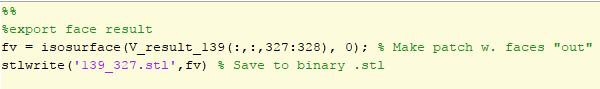 %%
%export face result
fv = isosurface(V_result_139(:,:,327:328), 0); % Make patch w. faces "out"
stlwrite('139_327.stl',fv) % Save to binary .stl